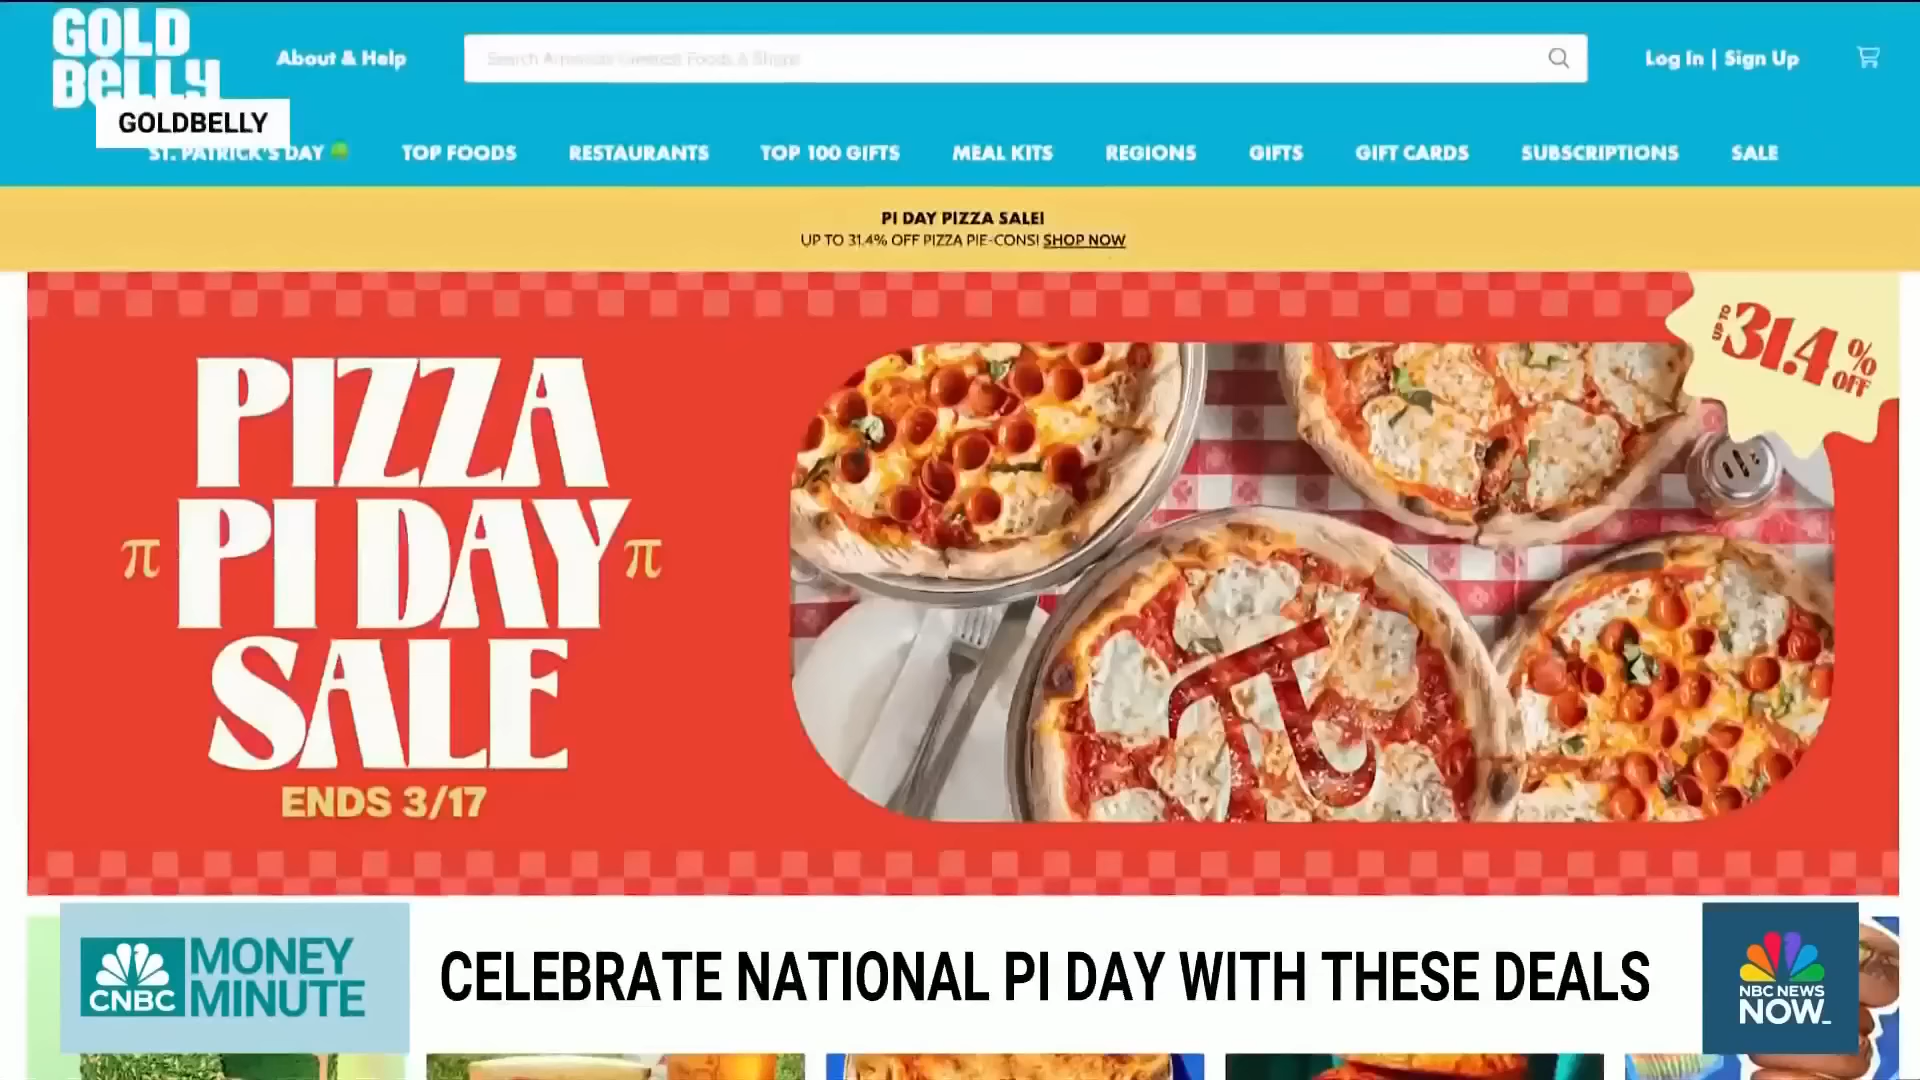 GOLD
BELLY
About & Help
Log In | Sign Up
GOLDBELLY
ST. PATRICK'S DAY
TOP FOODS
RESTAURANTS
TOP 100 GIFTS
MEAL KITS
REGIONS
GIFTS
GIFT CARDS
SUBSCRIPTIONS
SALE
PI DAY PIZZA SALE!
UP TO 31.4% OFF PIZZA PIE-CONS! SHOP NOW
UP TO 31.4% OFF
PIZZA
π PI DAY π
SALE
ENDS 3/17
π
CNBC
MONEY
MINUTE
CELEBRATE NATIONAL PI DAY WITH THESE DEALS
NBC NEWS
NOW_